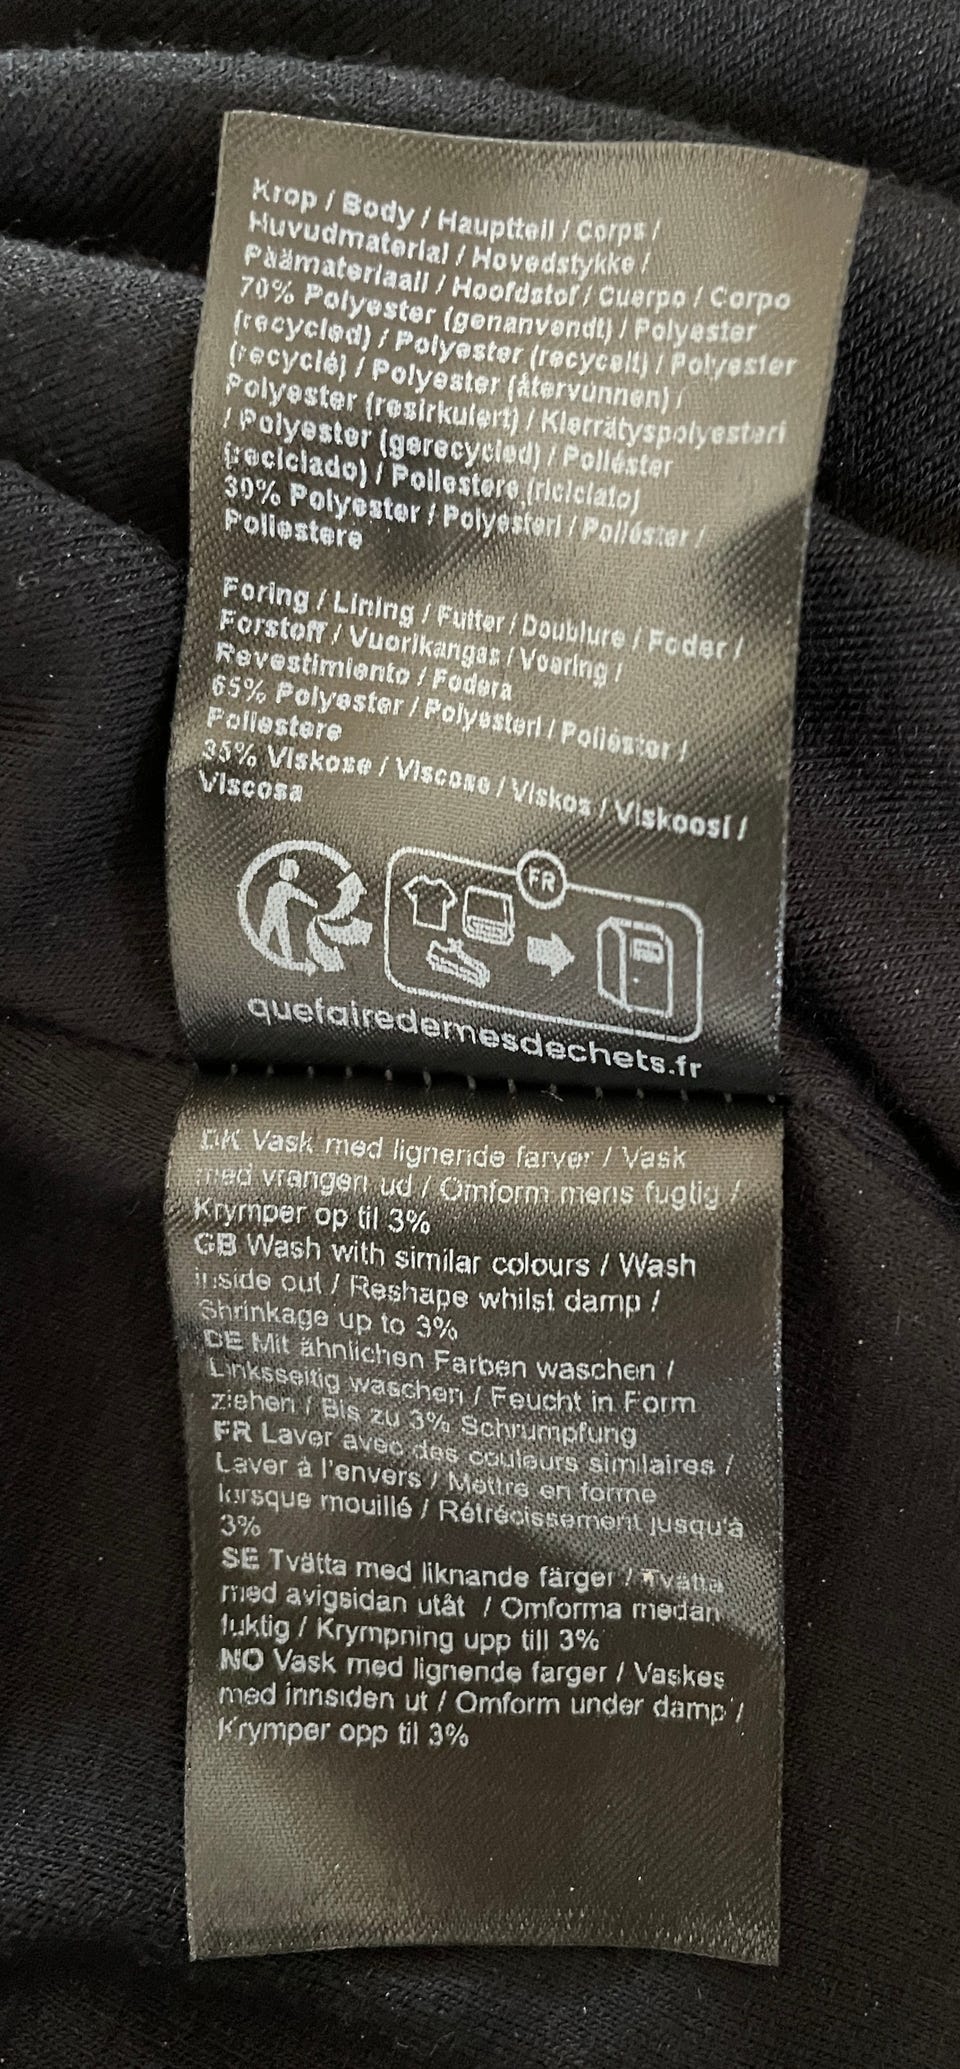 Krop / Body / Hauptteil / Corps /
Huvudmaterial / Hovedstykke /
Päämateriaali / Hoofdstof / Cuerpo / Corpo
70% Polyester (genanvendt) / Polyester
(recycled) / Polyester (recycelt) / Polyester
(recyclé) / Polyester (återvunnen) /
Polyester (resirkulert) / Kierrätyspolyesteri
/ Polyester (gerecycled) / Poliéster
(reciclado) / Poliestere (riciclato)
30% Polyester / Polyesteri / Poliéster /
Poliestere
Foring / Lining / Futter / Doublure / Foder /
Forstoff / Vuorikangas / Voering /
Revestimiento / Fodera
65% Polyester / Polyesteri / Poliéster /
Poliestere
35% Viskose / Viscose / Viskos / Viskoosi /
Viscosa
FR
quefairedemesdechets.fr
DK Vask med lignende farver / Vask
med vrangen ud / Omform mens fugtig /
Krymper op til 3%
GB Wash with similar colours / Wash
inside out / Reshape whilst damp /
Shrinkage up to 3%
DE Mit ähnlichen Farben waschen /
Linksseitig waschen / Feucht in Form
ziehen / Bis zu 3% Schrumpfung
FR Laver avec des couleurs similaires /
Laver à l'envers / Mettre en forme
lorsque mouillé / Rétrécissement jusqu'à
3%
SE Tvätta med liknande färger / Tvätta
med avigsidan utåt / Omforma medan
fuktig / Krympning upp till 3%
NO Vask med lignende farger / Vaskes
med innsiden ut / Omform under damp /
Krymper opp til 3%